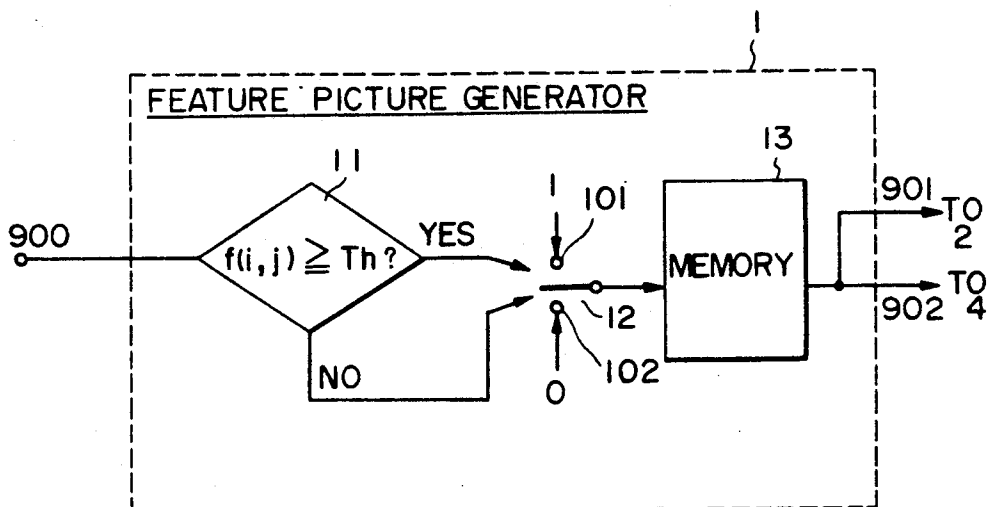 1
FEATURE PICTURE GENERATOR
11
13
900
f(i,j) ≧ Th?
YES
1
101
MEMORY
901
TO
2
12
902
TO
4
NO
102
0